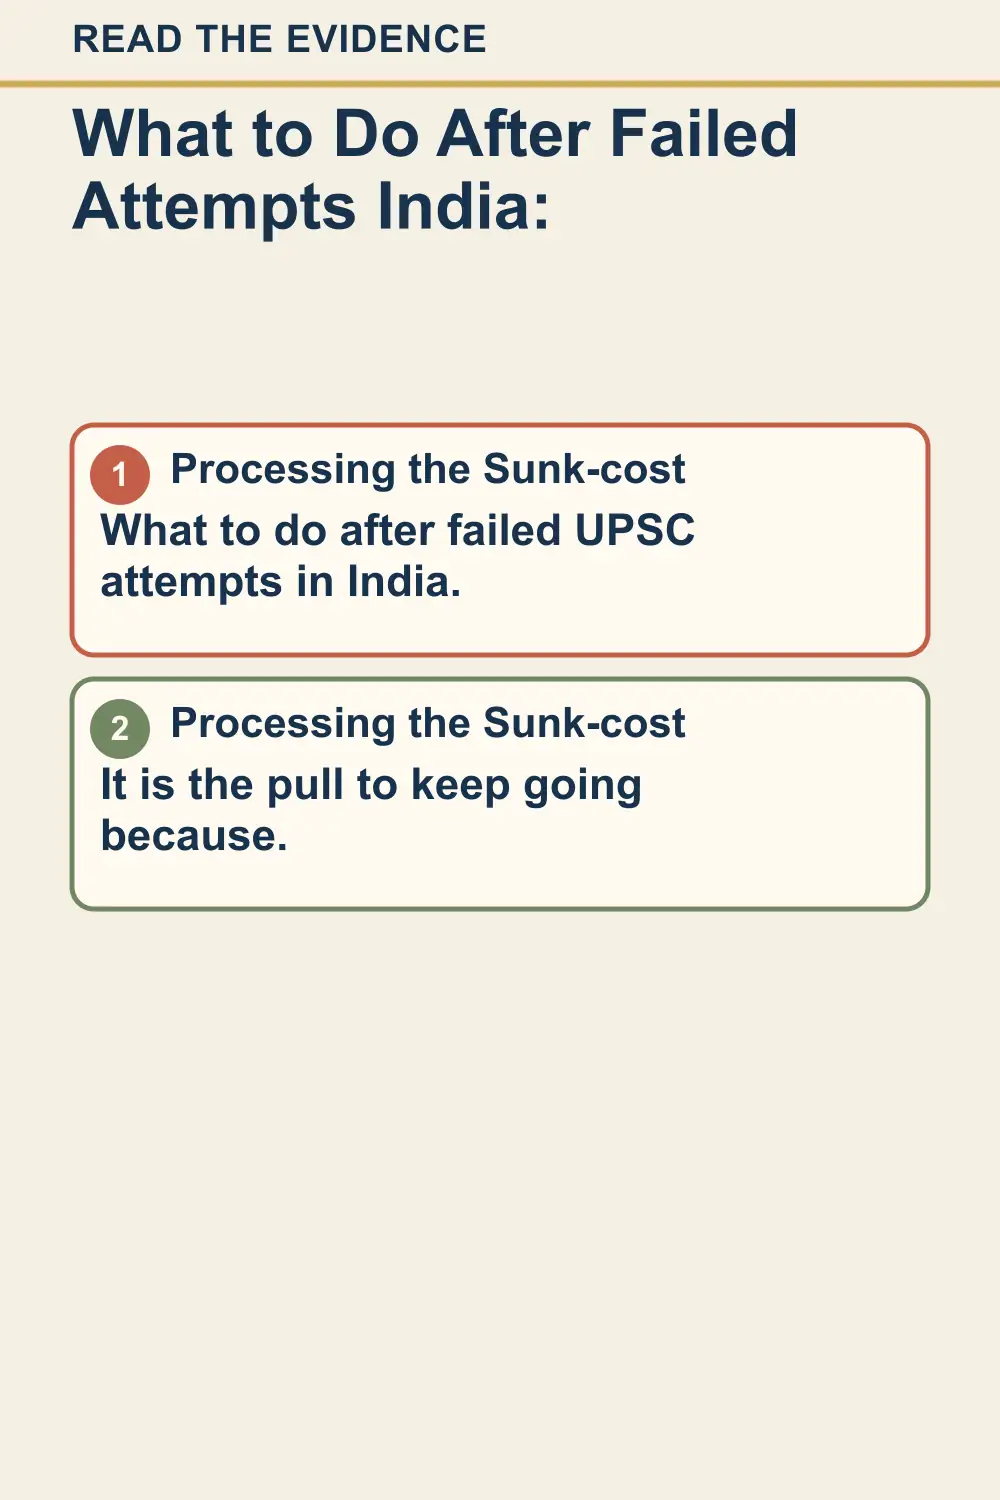 READ THE EVIDENCE
What to Do After Failed
Attempts India:
1 Processing the Sunk-cost
What to do after failed UPSC
attempts in India.
2 Processing the Sunk-cost
It is the pull to keep going
because.